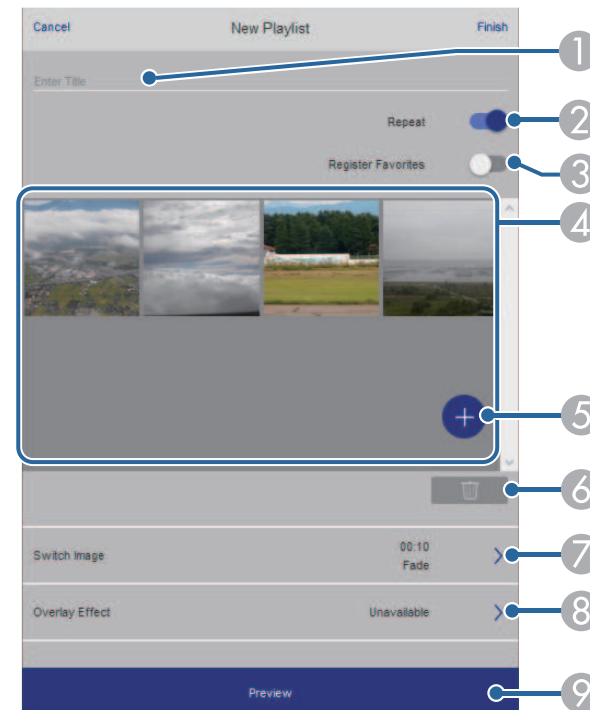 Cancel New Playlist Finish
1
Enter Title
Repeat
2
Register Favorites
3
4
5
6
Switch Image 00:10
Fade
7
Overlay Effect Unavailable
8
Preview
9